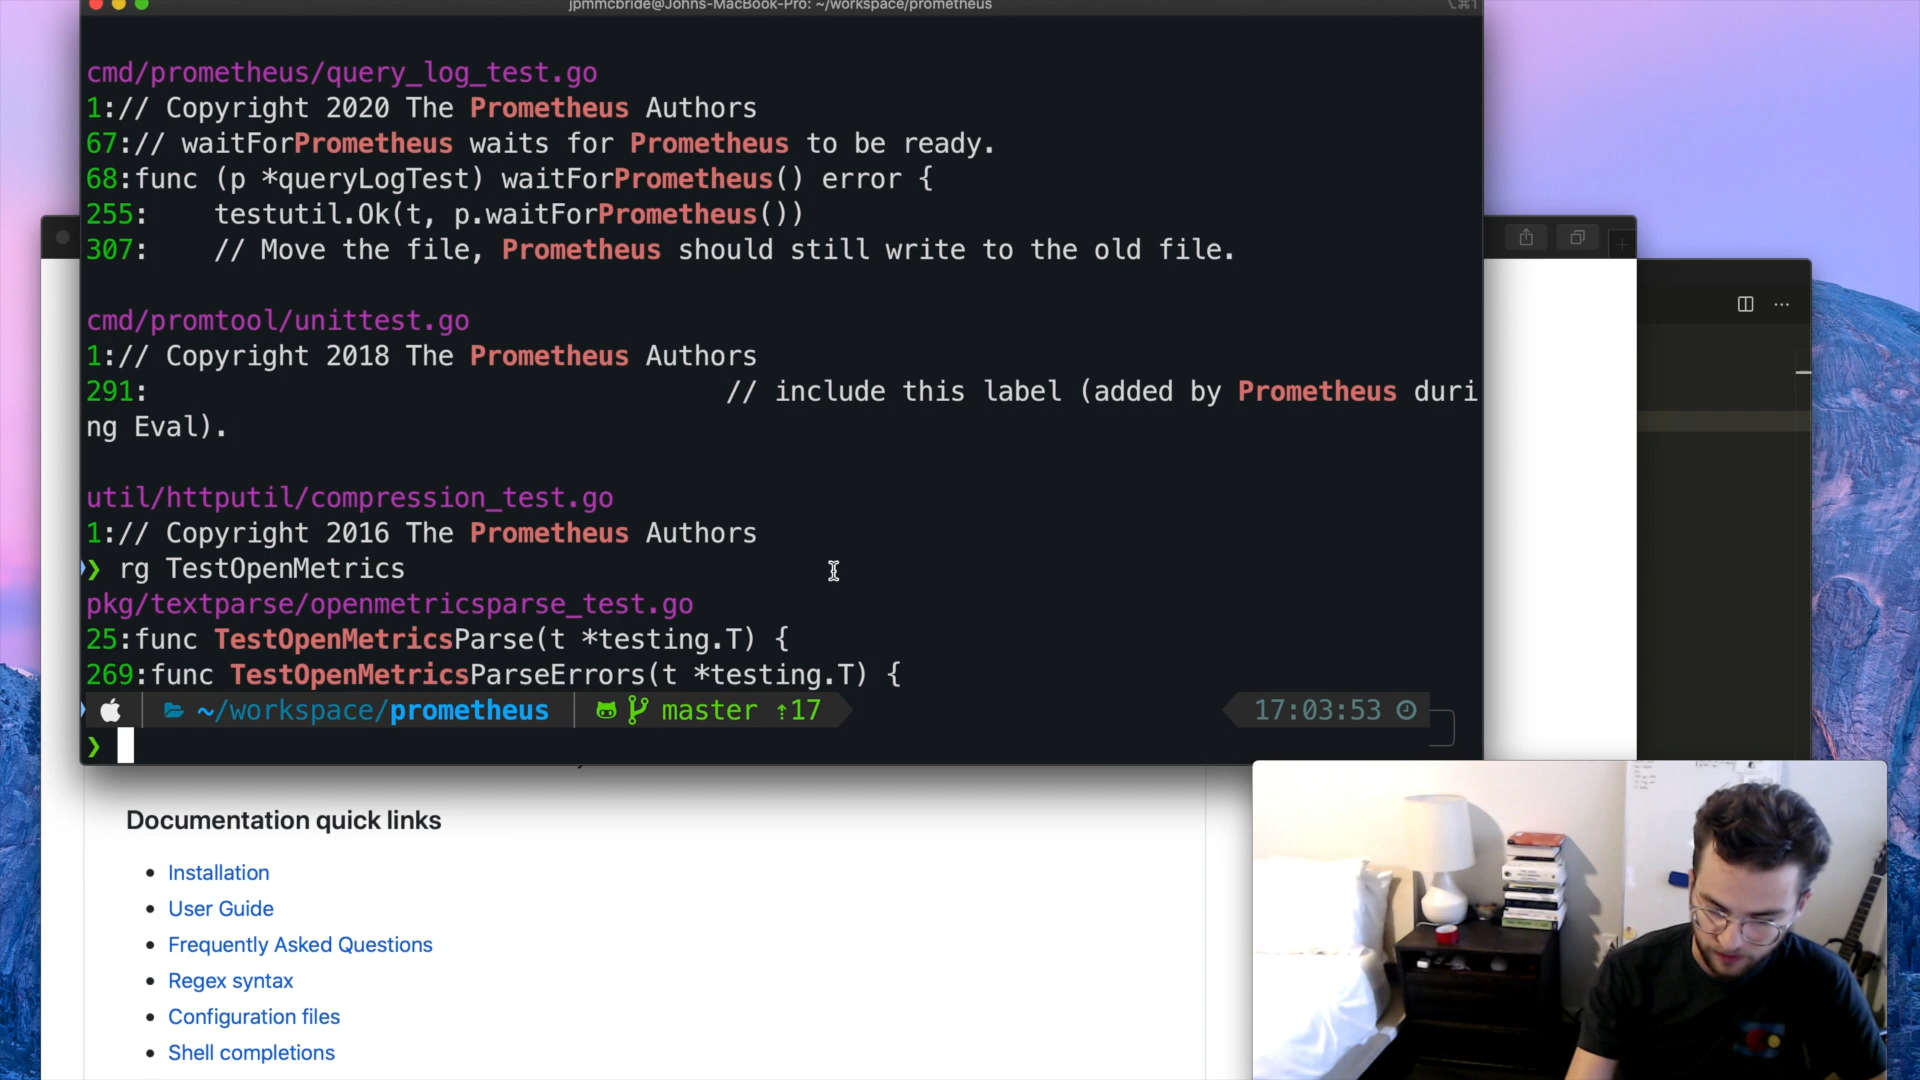 jpmmcbride@Johns-MacBook-Pro: ~/workspace/prometheus
cmd/prometheus/query_log_test.go
1:// Copyright 2020 The Prometheus Authors
67:// waitForPrometheus waits for Prometheus to be ready.
68:func (p *queryLogTest) waitForPrometheus() error {
255:    testutil.Ok(t, p.waitForPrometheus())
307:    // Move the file, Prometheus should still write to the old file.
cmd/promtool/unittest.go
1:// Copyright 2018 The Prometheus Authors
291:                                    // include this label (added by Prometheus duri
ng Eval).
util/httputil/compression_test.go
1:// Copyright 2016 The Prometheus Authors
❯ rg TestOpenMetrics
pkg/textparse/openmetricsparse_test.go
25:func TestOpenMetricsParse(t *testing.T) {
269:func TestOpenMetricsParseErrors(t *testing.T) {
~/workspace/prometheus master ↑17 17:03:53
❯
Documentation quick links
• Installation
• User Guide
• Frequently Asked Questions
• Regex syntax
• Configuration files
• Shell completions